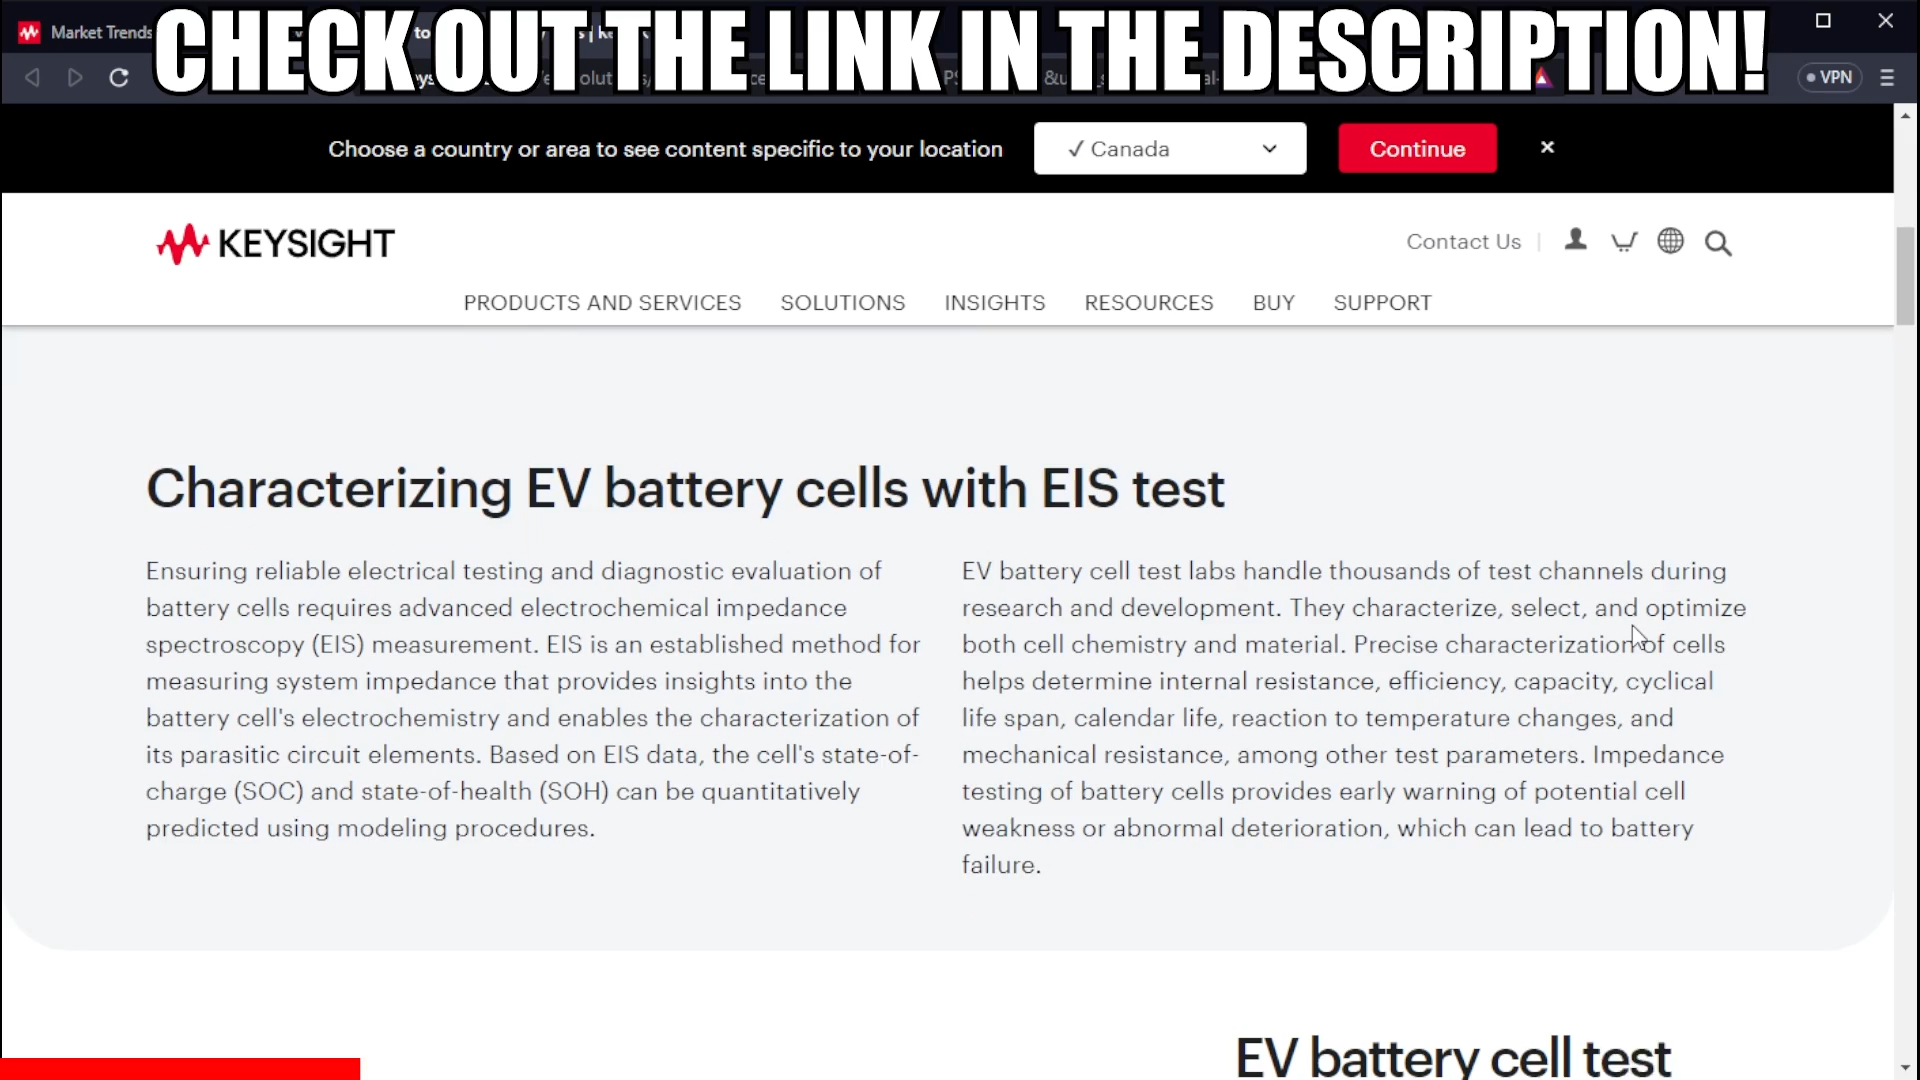 CHECK OUT THE LINK IN THE DESCRIPTION!
Market Trends
VPN
Choose a country or area to see content specific to your location
✓ Canada
Continue
KEYSIGHT
Contact Us
PRODUCTS AND SERVICES SOLUTIONS INSIGHTS RESOURCES BUY SUPPORT
Characterizing EV battery cells with EIS test
Ensuring reliable electrical testing and diagnostic evaluation of
battery cells requires advanced electrochemical impedance
spectroscopy (EIS) measurement. EIS is an established method for
measuring system impedance that provides insights into the
battery cell's electrochemistry and enables the characterization of
its parasitic circuit elements. Based on EIS data, the cell's state-of-
charge (SOC) and state-of-health (SOH) can be quantitatively
predicted using modeling procedures.
EV battery cell test labs handle thousands of test channels during
research and development. They characterize, select, and optimize
both cell chemistry and material. Precise characterization of cells
helps determine internal resistance, efficiency, capacity, cyclical
life span, calendar life, reaction to temperature changes, and
mechanical resistance, among other test parameters. Impedance
testing of battery cells provides early warning of potential cell
weakness or abnormal deterioration, which can lead to battery
failure.
EV battery cell test